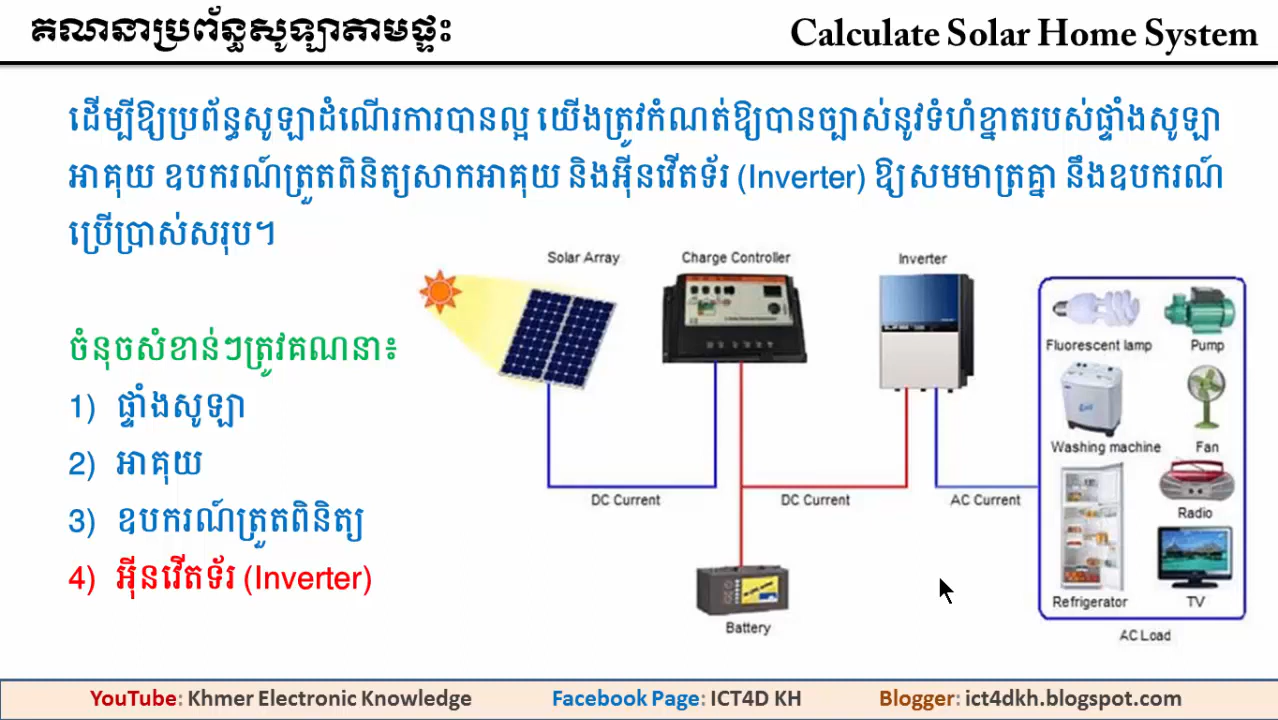 គណនាប្រព័ន្ធសូឡាតាមផ្ទះ
Calculate Solar Home System
ដើម្បីឱ្យប្រព័ន្ធសូឡាដំណើរការបានល្អ យើងត្រូវកំណត់ឱ្យបានច្បាស់នូវទំហំខ្នាតរបស់ផ្ទាំងសូឡា
អាគុយ ឧបករណ៍ត្រួតពិនិត្យសាកអាគុយ និងអ៊ីនវើតទ័រ (Inverter) ឱ្យសមមាត្រគ្នា នឹងឧបករណ៍
ប្រើប្រាស់សរុប។
ចំនុចសំខាន់ៗត្រូវគណនា៖
1) ផ្ទាំងសូឡា
2) អាគុយ
3) ឧបករណ៍ត្រួតពិនិត្យ
4) អ៊ីនវើតទ័រ (Inverter)
Solar Array
Charge Controller
Inverter
Fluorescent lamp
Pump
Washing machine
Fan
DC Current
DC Current
AC Current
Radio
Refrigerator
TV
Battery
AC Load
YouTube: Khmer Electronic Knowledge
Facebook Page: ICT4D KH
Blogger: ict4dkh.blogspot.com